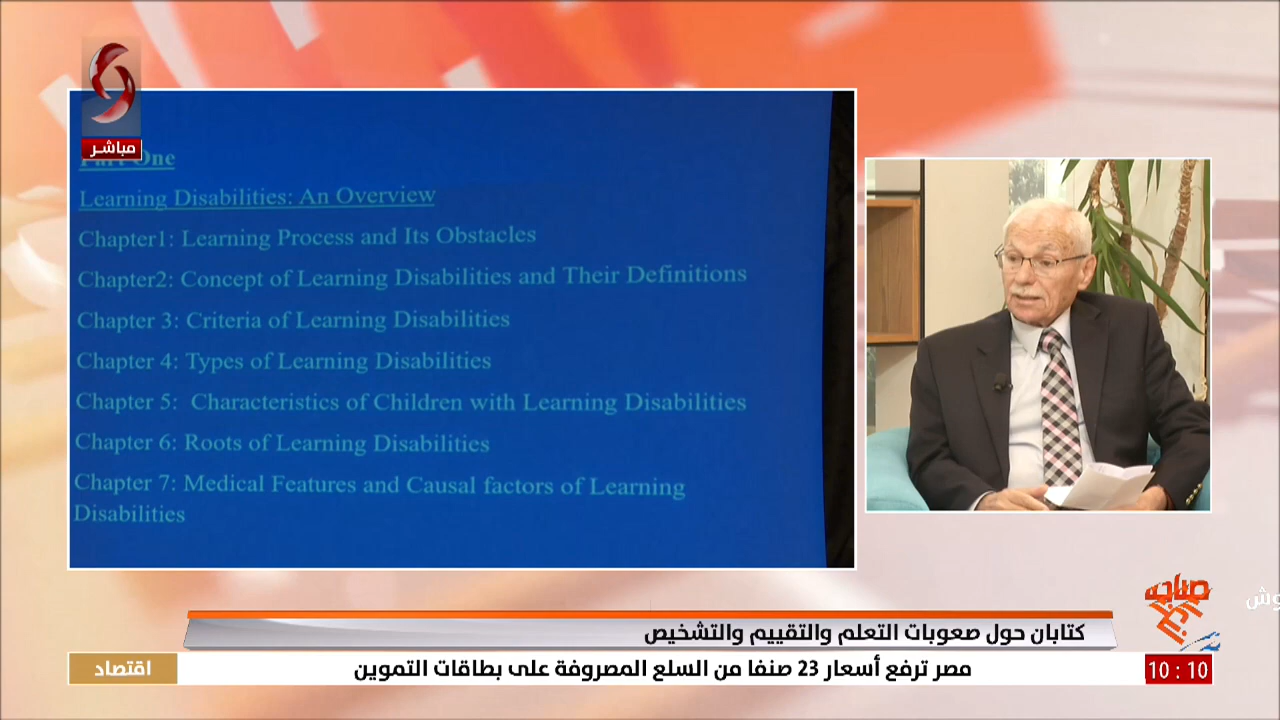 مباشر
Part One
Learning Disabilities: An Overview
Chapter1: Learning Process and Its Obstacles
Chapter2: Concept of Learning Disabilities and Their Definitions
Chapter 3: Criteria of Learning Disabilities
Chapter 4: Types of Learning Disabilities
Chapter 5: Characteristics of Children with Learning Disabilities
Chapter 6: Roots of Learning Disabilities
Chapter 7: Medical Features and Causal factors of Learning
Disabilities
كتابان حول صعوبات التعلم والتقييم والتشخيص
مصر ترفع أسعار 23 صنفا من السلع المصروفة على بطاقات التموين
اقتصاد
10:10